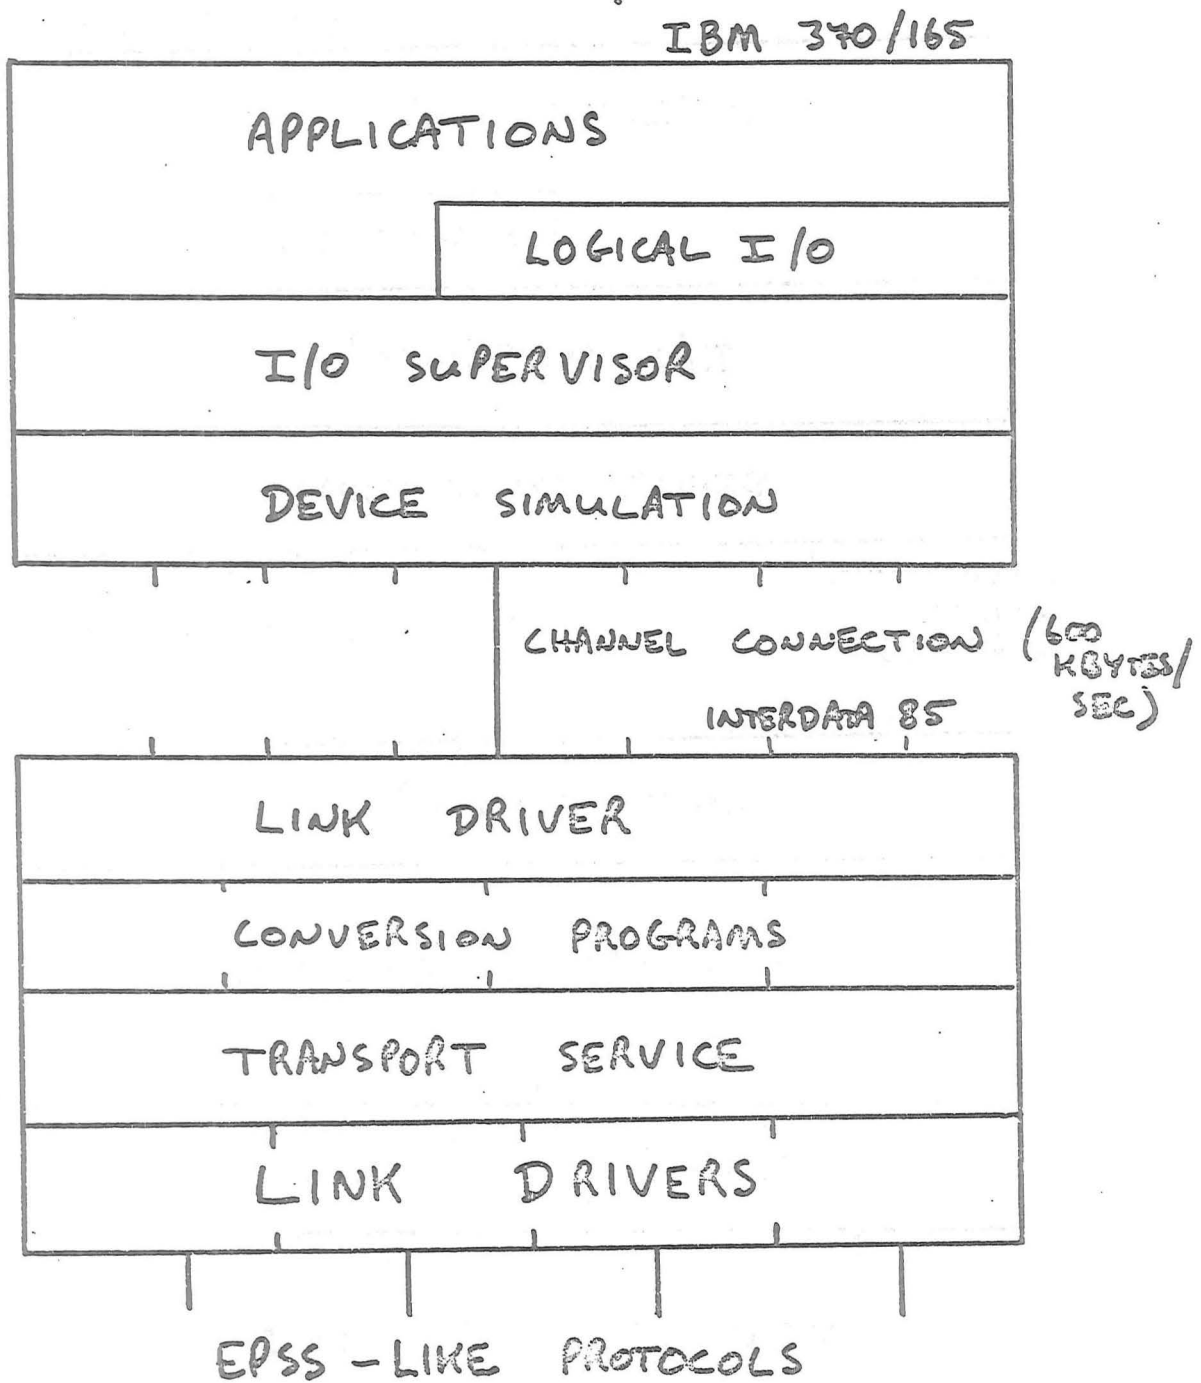 IBM 370/165
APPLICATIONS
LOGICAL I/O
I/O SUPERVISOR
DEVICE SIMULATION
CHANNEL CONNECTION (600
KBYTES/
SEC)
INTERDATA 85
LINK DRIVER
CONVERSION PROGRAMS
TRANSPORT SERVICE
LINK DRIVERS
EPSS - LIKE PROTOCOLS